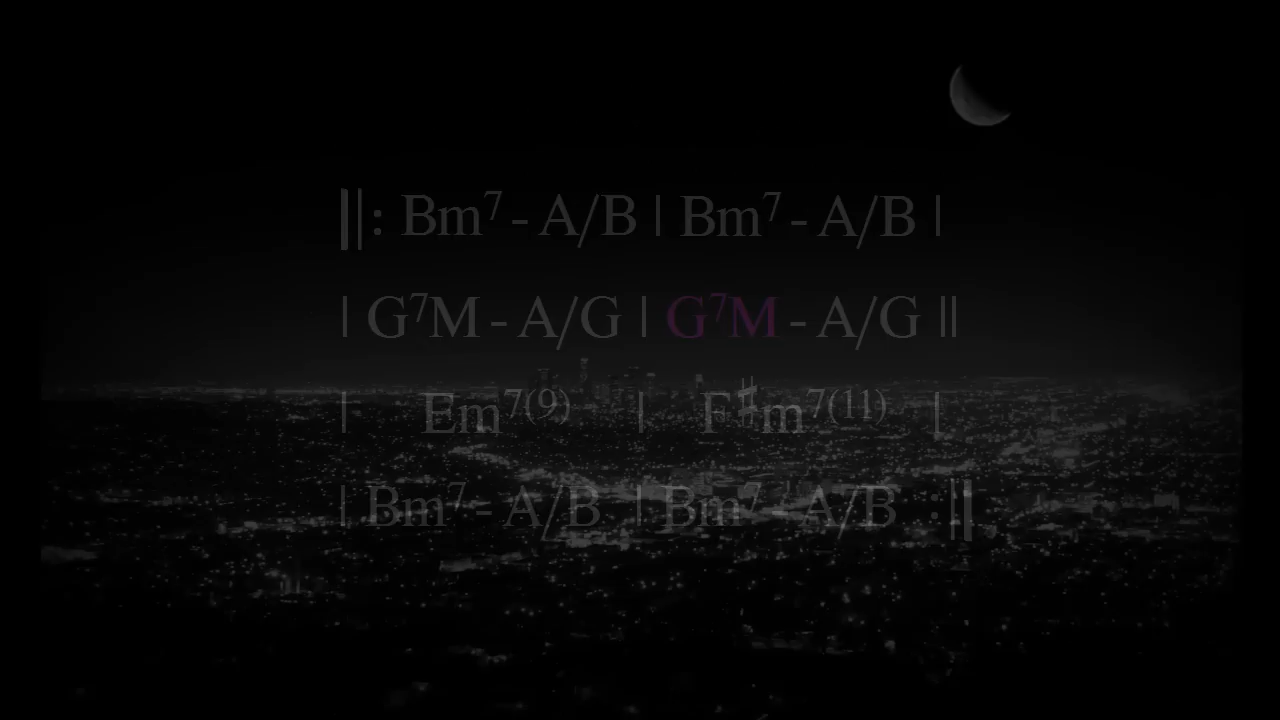 ||: Bm⁷ - A/B | Bm⁷ - A/B |
| G⁷M - A/G | G⁷M - A/G ||
| Em⁷⁽⁹⁾ | F♯m⁷⁽¹¹⁾ |
| Bm⁷ - A/B | Bm⁷ - A/B :||